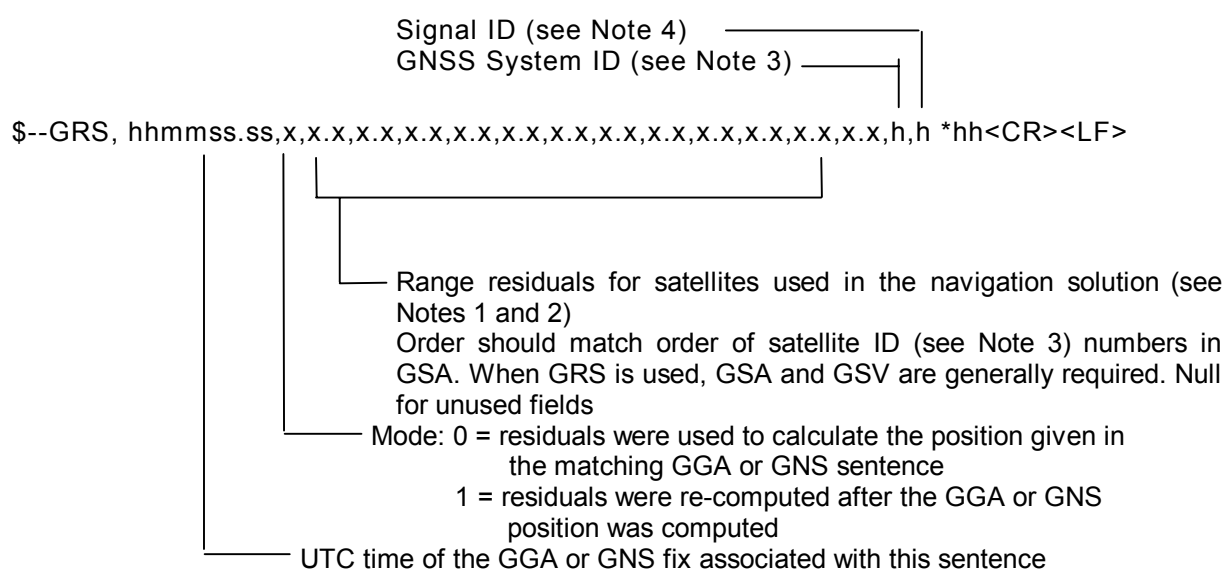 Signal ID (see Note 4)
GNSS System ID (see Note 3)
$--GRS, hhmmss.ss,x,x.x,x.x,x.x,x.x,x.x,x.x,x.x,x.x,x.x,x.x,x.x,x.x,h,h *hh<CR><LF>
Range residuals for satellites used in the navigation solution (see
Notes 1 and 2)
Order should match order of satellite ID (see Note 3) numbers in
GSA. When GRS is used, GSA and GSV are generally required. Null
for unused fields
Mode: 0 = residuals were used to calculate the position given in
the matching GGA or GNS sentence
1 = residuals were re-computed after the GGA or GNS
position was computed
UTC time of the GGA or GNS fix associated with this sentence